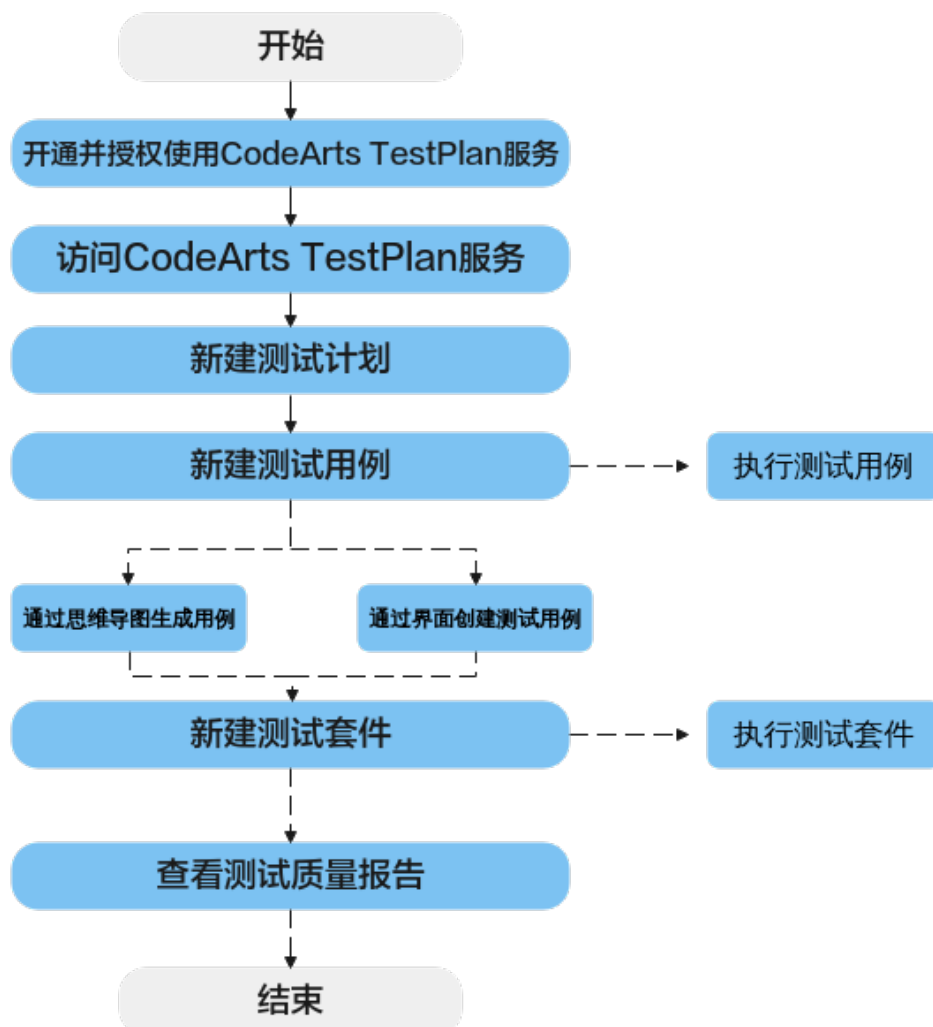 开始
开通并授权使用CodeArts TestPlan服务
访问CodeArts TestPlan服务
新建测试计划
新建测试用例
执行测试用例
通过思维导图生成用例
通过界面创建测试用例
新建测试套件
执行测试套件
查看测试质量报告
结束